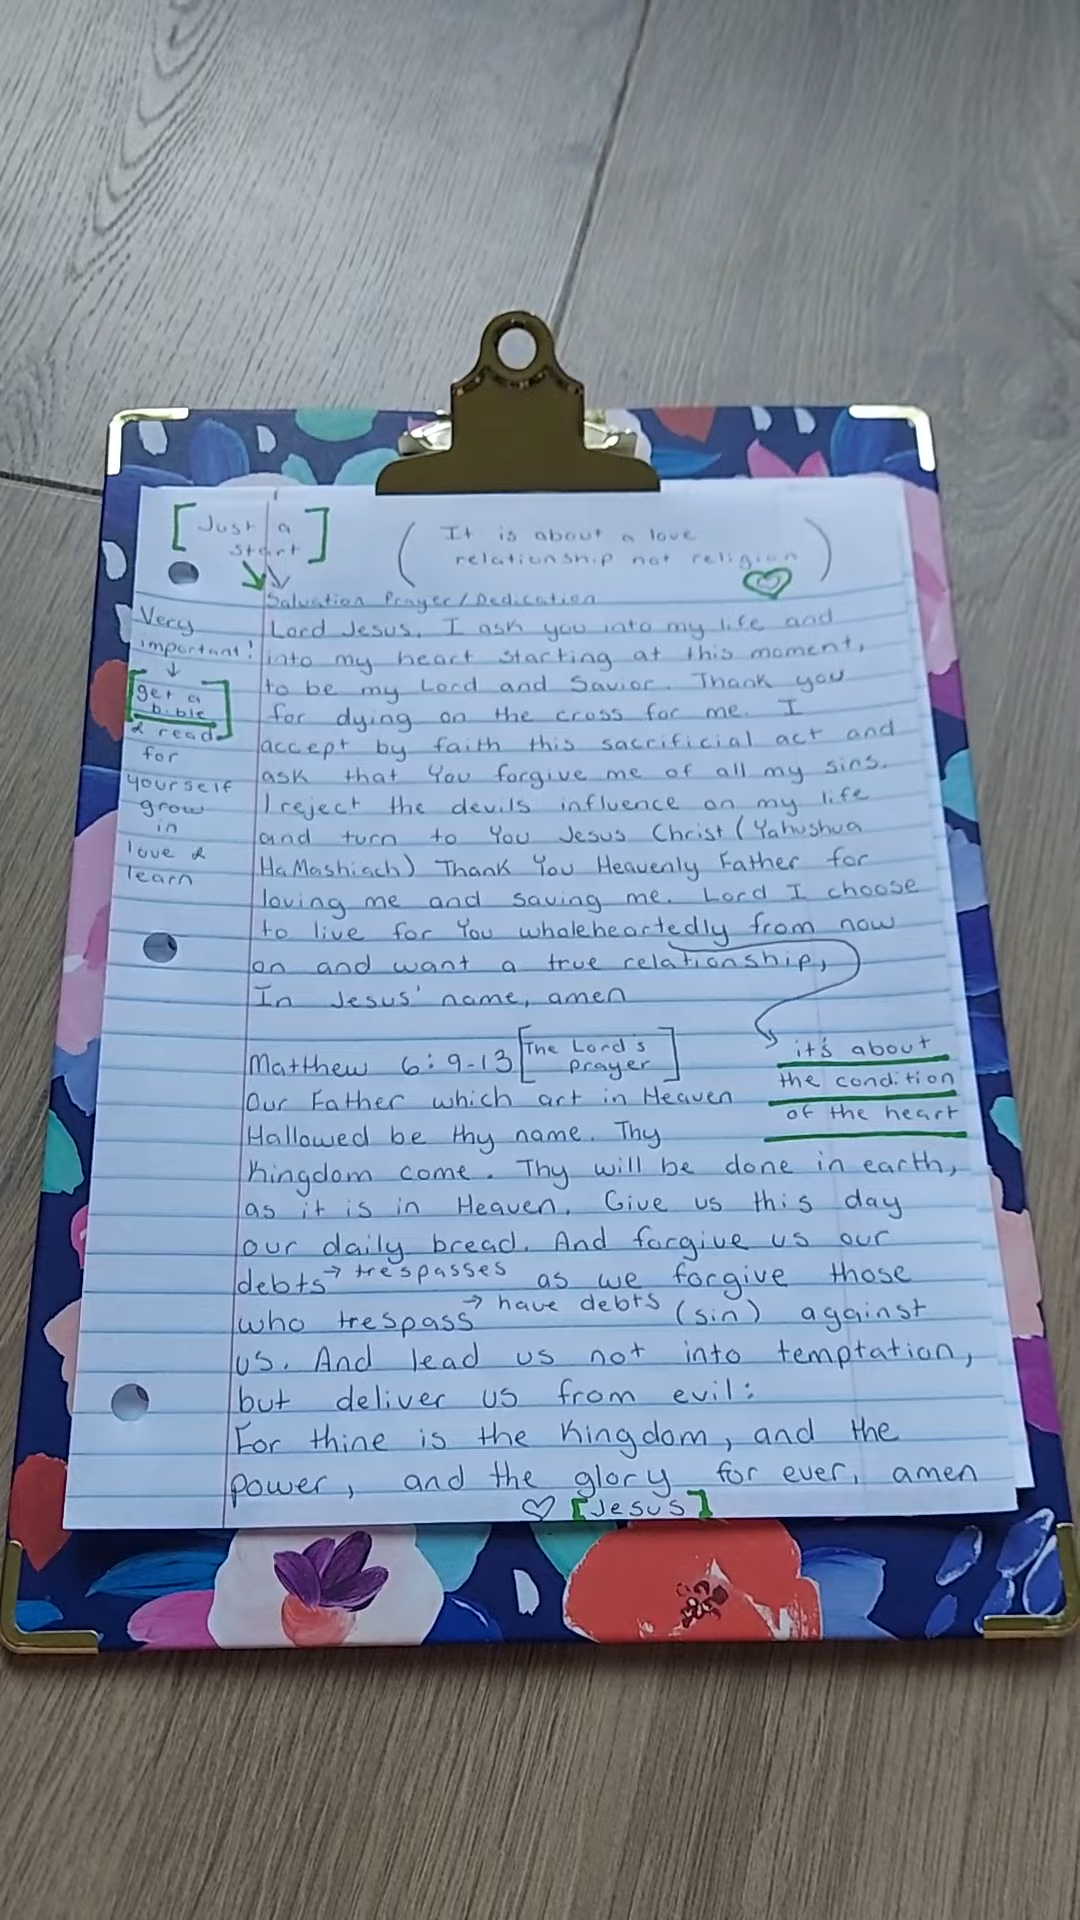 [Just a
start]
(It is about a love
relationship not religion)
Salvation Prayer/Dedication
Very
important!
get a
bible
& read
for
yourself
grow
in
love &
learn
Lord Jesus, I ask you into my life and
into my heart starting at this moment,
to be my Lord and Savior. Thank you
for dying on the cross for me. I
accept by faith this sacrificial act and
ask that You forgive me of all my sins.
I reject the devils influence on my life
and turn to You Jesus Christ (Yahushua
HaMashiach) Thank You Heavenly Father for
loving me and saving me. Lord I choose
to live for You wholeheartedly from now
on and want a true relationship,
In Jesus' name, amen
it's about
the condition
of the heart
Matthew 6:9-13 [The Lord's
Prayer]
Our Father which art in Heaven
Hallowed be thy name. Thy
Kingdom come. Thy will be done in earth,
as it is in Heaven. Give us this day
our daily bread. And forgive us our
debts → trespasses as we forgive those
who trespass → have debts (sin) against
us. And lead us not into temptation,
but deliver us from evil:
For thine is the Kingdom, and the
power, and the glory for ever, amen
♡ [Jesus]